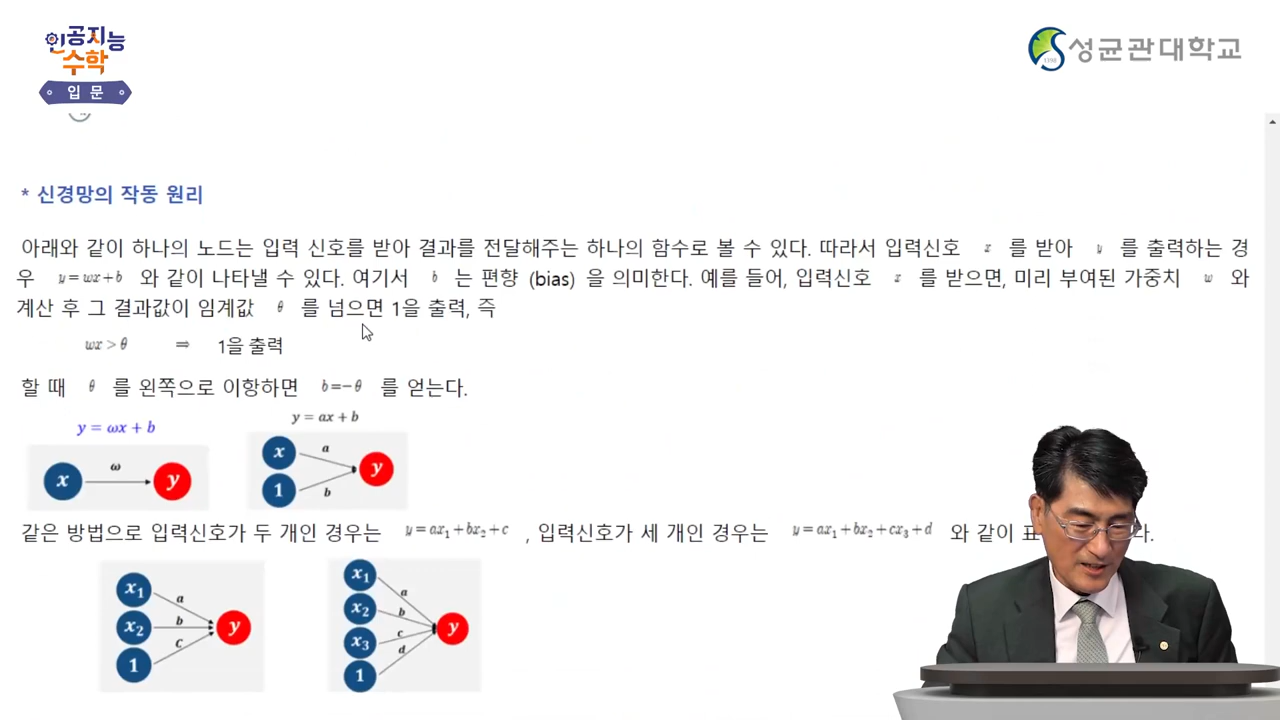 인공지능
수학
입문
성균관대학교
* 신경망의 작동 원리
아래와 같이 하나의 노드는 입력 신호를 받아 결과를 전달해주는 하나의 함수로 볼 수 있다. 따라서 입력신호 x 를 받아 y 를 출력하는 경
우 y=wx+b 와 같이 나타낼 수 있다. 여기서 b 는 편향 (bias) 을 의미한다. 예를 들어, 입력신호 x 를 받으면, 미리 부여된 가중치 w 와
계산 후 그 결과값이 임계값 θ 를 넘으면 1을 출력, 즉
wx > θ ⇒ 1을 출력
할 때 θ 를 왼쪽으로 이항하면 b=−θ 를 얻는다.
y = ωx + b
y = ax + b
x ω y
x a
1 b
y
같은 방법으로 입력신호가 두 개인 경우는 y=ax₁+bx₂+c , 입력신호가 세 개인 경우는 y=ax₁+bx₂+cx₃+d 와 같이 다.
x₁ a
x₂ b y
1 c
x₁ a
x₂ b
x₃ c
1 d
y